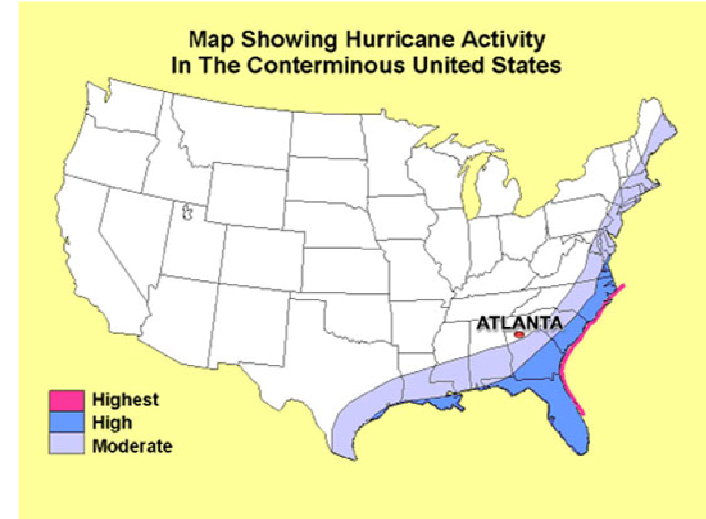 Map Showing Hurricane Activity
In The Conterminous United States
ATLANTA
Highest
High
Moderate